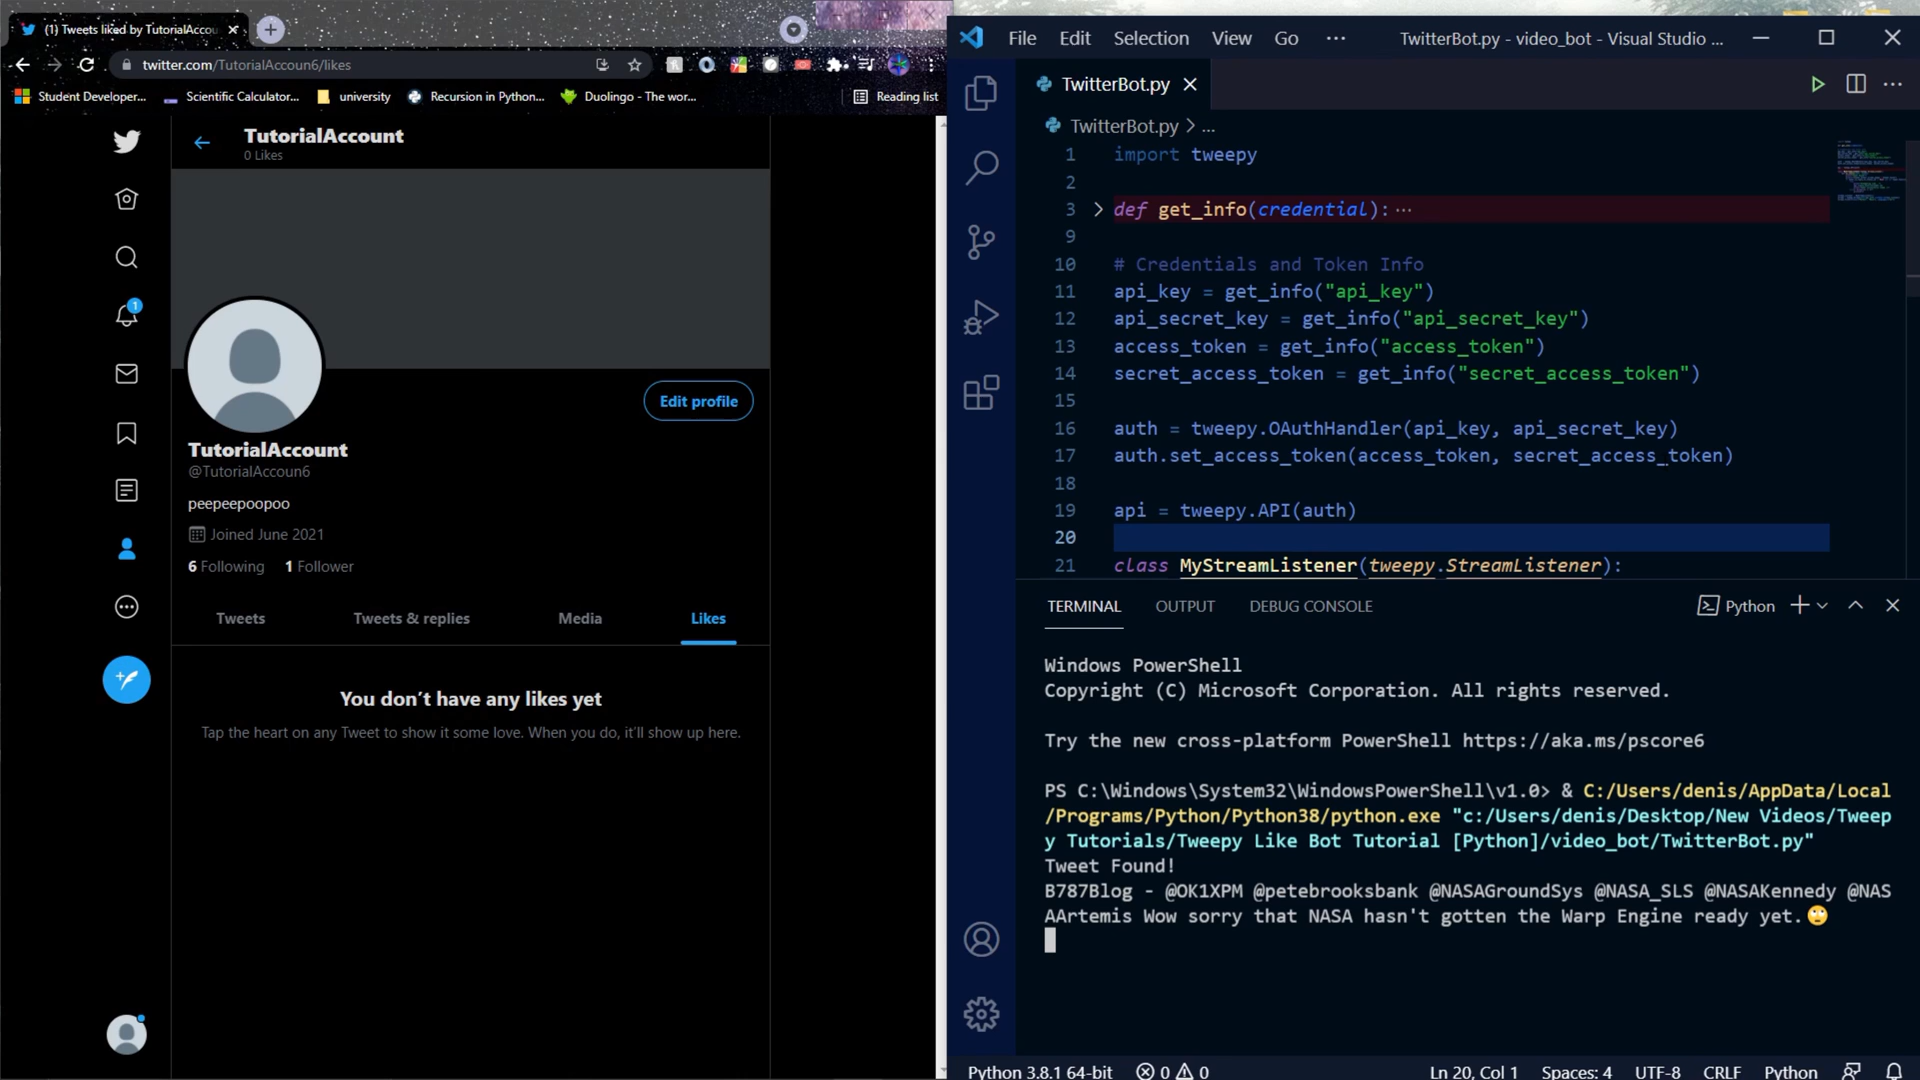 (1) Tweets liked by TutorialAccou
twitter.com/TutorialAccoun6/likes
Student Developer...
Scientific Calculator...
university
Recursion in Python...
Duolingo - The wor...
Reading list
TutorialAccount
0 Likes
1
Edit profile
TutorialAccount
@TutorialAccoun6
peepeepoopoo
Joined June 2021
6 Following 1 Follower
Tweets
Tweets & replies
Media
Likes
You don’t have any likes yet
Tap the heart on any Tweet to show it some love. When you do, it’ll show up here.
File Edit Selection View Go ···
TwitterBot.py - video_bot - Visual Studio ...
TwitterBot.py
TwitterBot.py > ...
1 import tweepy
2
3 def get_info(credential): ···
9
10 # Credentials and Token Info
11 api_key = get_info("api_key")
12 api_secret_key = get_info("api_secret_key")
13 access_token = get_info("access_token")
14 secret_access_token = get_info("secret_access_token")
15
16 auth = tweepy.OAuthHandler(api_key, api_secret_key)
17 auth.set_access_token(access_token, secret_access_token)
18
19 api = tweepy.API(auth)
20
21 class MyStreamListener(tweepy.StreamListener):
TERMINAL OUTPUT DEBUG CONSOLE
Python
Windows PowerShell
Copyright (C) Microsoft Corporation. All rights reserved.
Try the new cross-platform PowerShell https://aka.ms/pscore6
PS C:\Windows\System32\WindowsPowerShell\v1.0> & C:/Users/denis/AppData/Local
/Programs/Python/Python38/python.exe "c:/Users/denis/Desktop/New Videos/Tweep
y Tutorials/Tweepy Like Bot Tutorial [Python]/video_bot/TwitterBot.py"
Tweet Found!
B787Blog - @OK1XPM @petebrooksbank @NASAGroundSys @NASA_SLS @NASAKennedy @NAS
AArtemis Wow sorry that NASA hasn't gotten the Warp Engine ready yet.🙄
Python 3.8.1 64-bit
0 0
Ln 20, Col 1
Spaces: 4
UTF-8
CRLF
Python